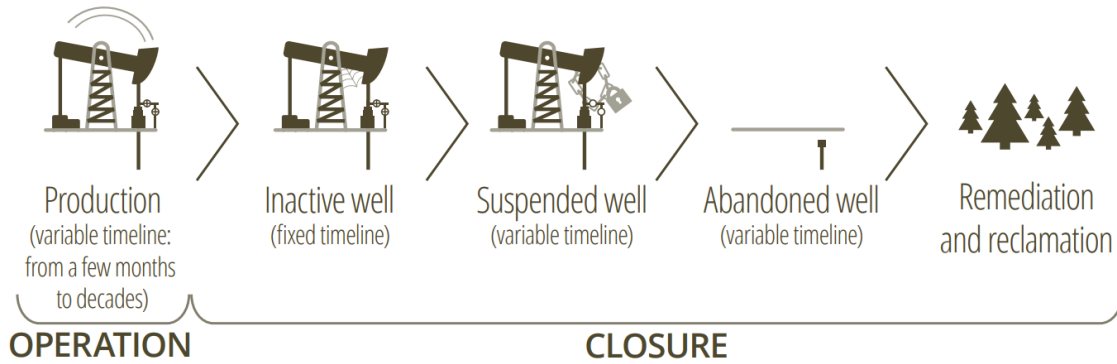 Production
(variable timeline:
from a few months
to decades)
Inactive well
(fixed timeline)
Suspended well
(variable timeline)
Abandoned well
(variable timeline)
Remediation
and reclamation
OPERATION
CLOSURE